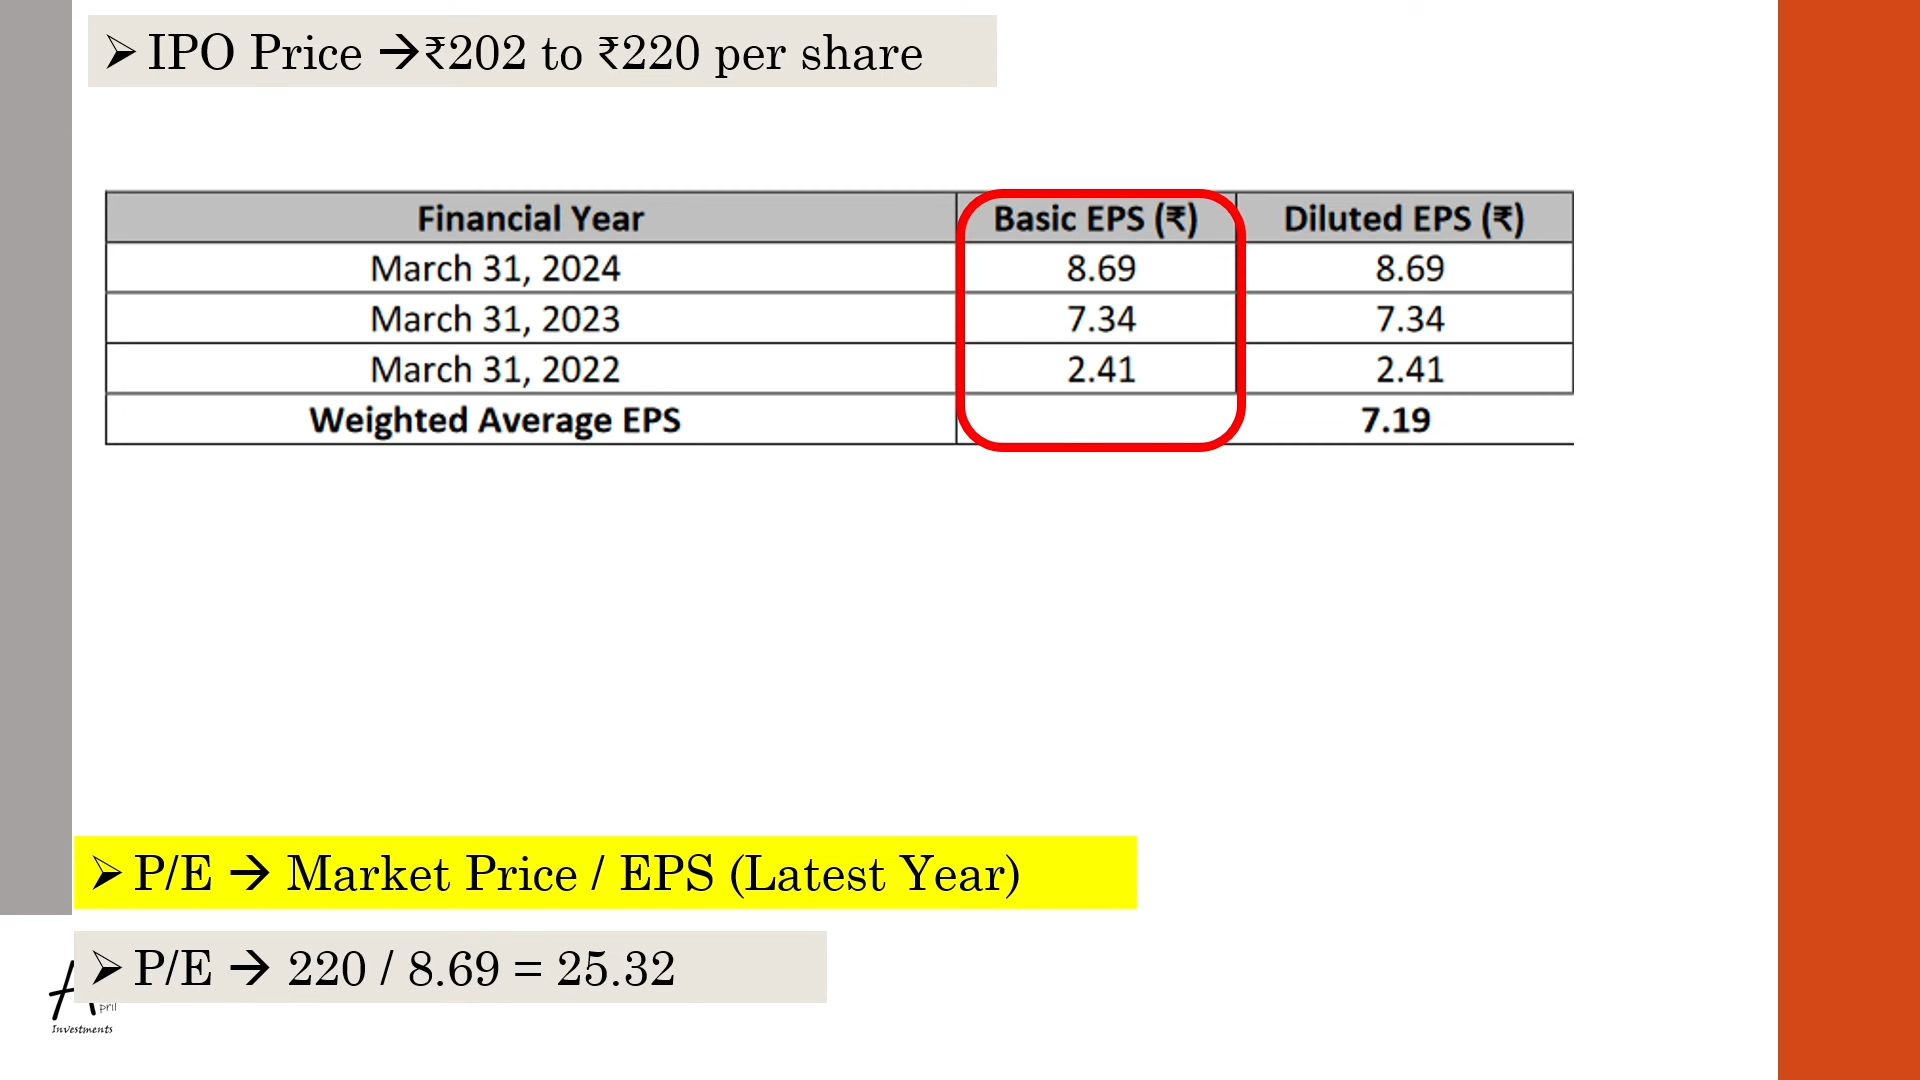 ➢ IPO Price →₹202 to ₹220 per share
Financial Year Basic EPS (₹) Diluted EPS (₹)
March 31, 2024 8.69 8.69
March 31, 2023 7.34 7.34
March 31, 2022 2.41 2.41
Weighted Average EPS 7.19
➢ P/E → Market Price / EPS (Latest Year)
➢ P/E → 220 / 8.69 = 25.32
April
Investments